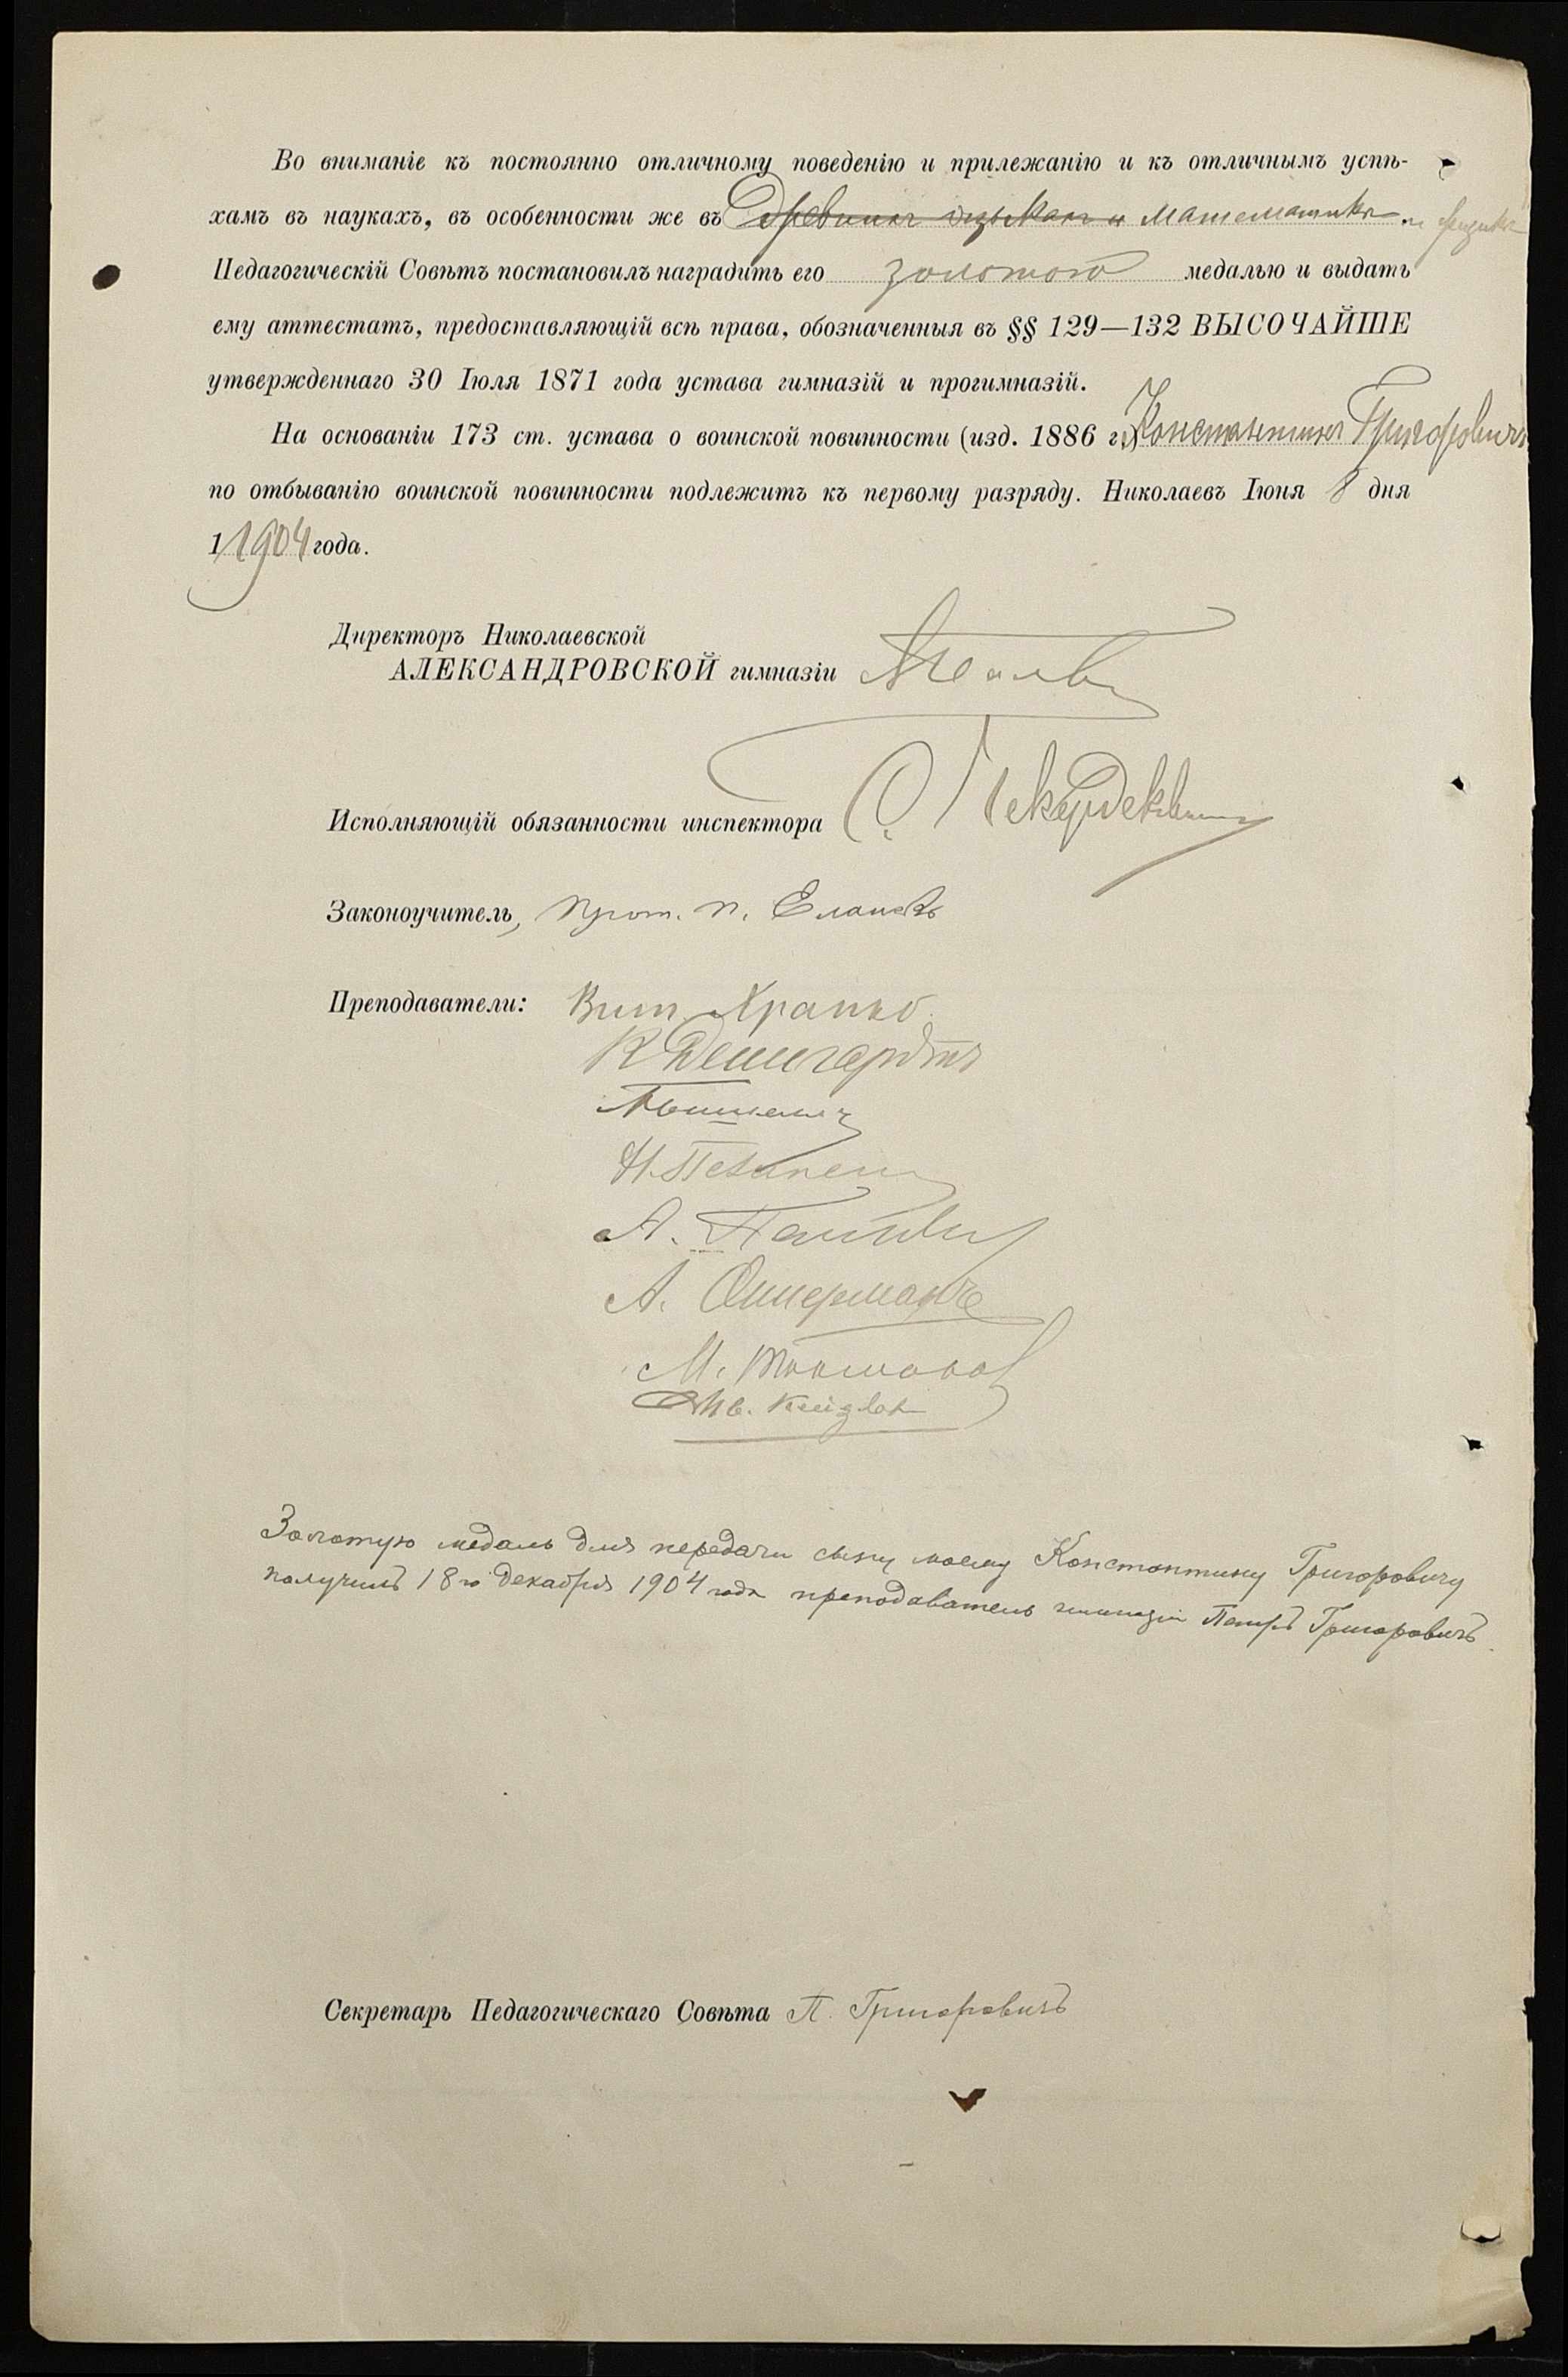 Во вниманіе къ постоянно отличному поведенію и прилежанію и къ отличнымъ успѣ-
хамъ въ наукахъ, въ особенности же въ древнихъ языкахъ и математикѣ и физикѣ
Педагогическій Совѣтъ постановилъ наградить его золотою медалью и выдать
ему аттестатъ, предоставляющій всѣ права, обозначенныя въ §§ 129—132 ВЫСОЧАЙШЕ
утвержденнаго 30 Іюля 1871 года устава гимназій и прогимназій.
На основаніи 173 ст. устава о воинской повинности (изд. 1886 г.) Константинъ Григоровичъ
по отбыванію воинской повинности подлежитъ къ первому разряду. Николаевъ Іюня 8 дня
1 1904 года.
Директоръ Николаевской
АЛЕКСАНДРОВСКОЙ гимназіи
Исполняющій обязанности инспектора
Законоучитель, прот. П.
Преподаватели: Вит. Храпко
К.
Н.
А.
А.
М. Токмаков
Ив.
Золотую медаль для передачи сыну моему Константину Григоровичу
получилъ 18го декабря 1904 года преподаватель гимназіи Петръ Григоровичъ.
Секретарь Педагогическаго Совѣта П. Григоровичъ